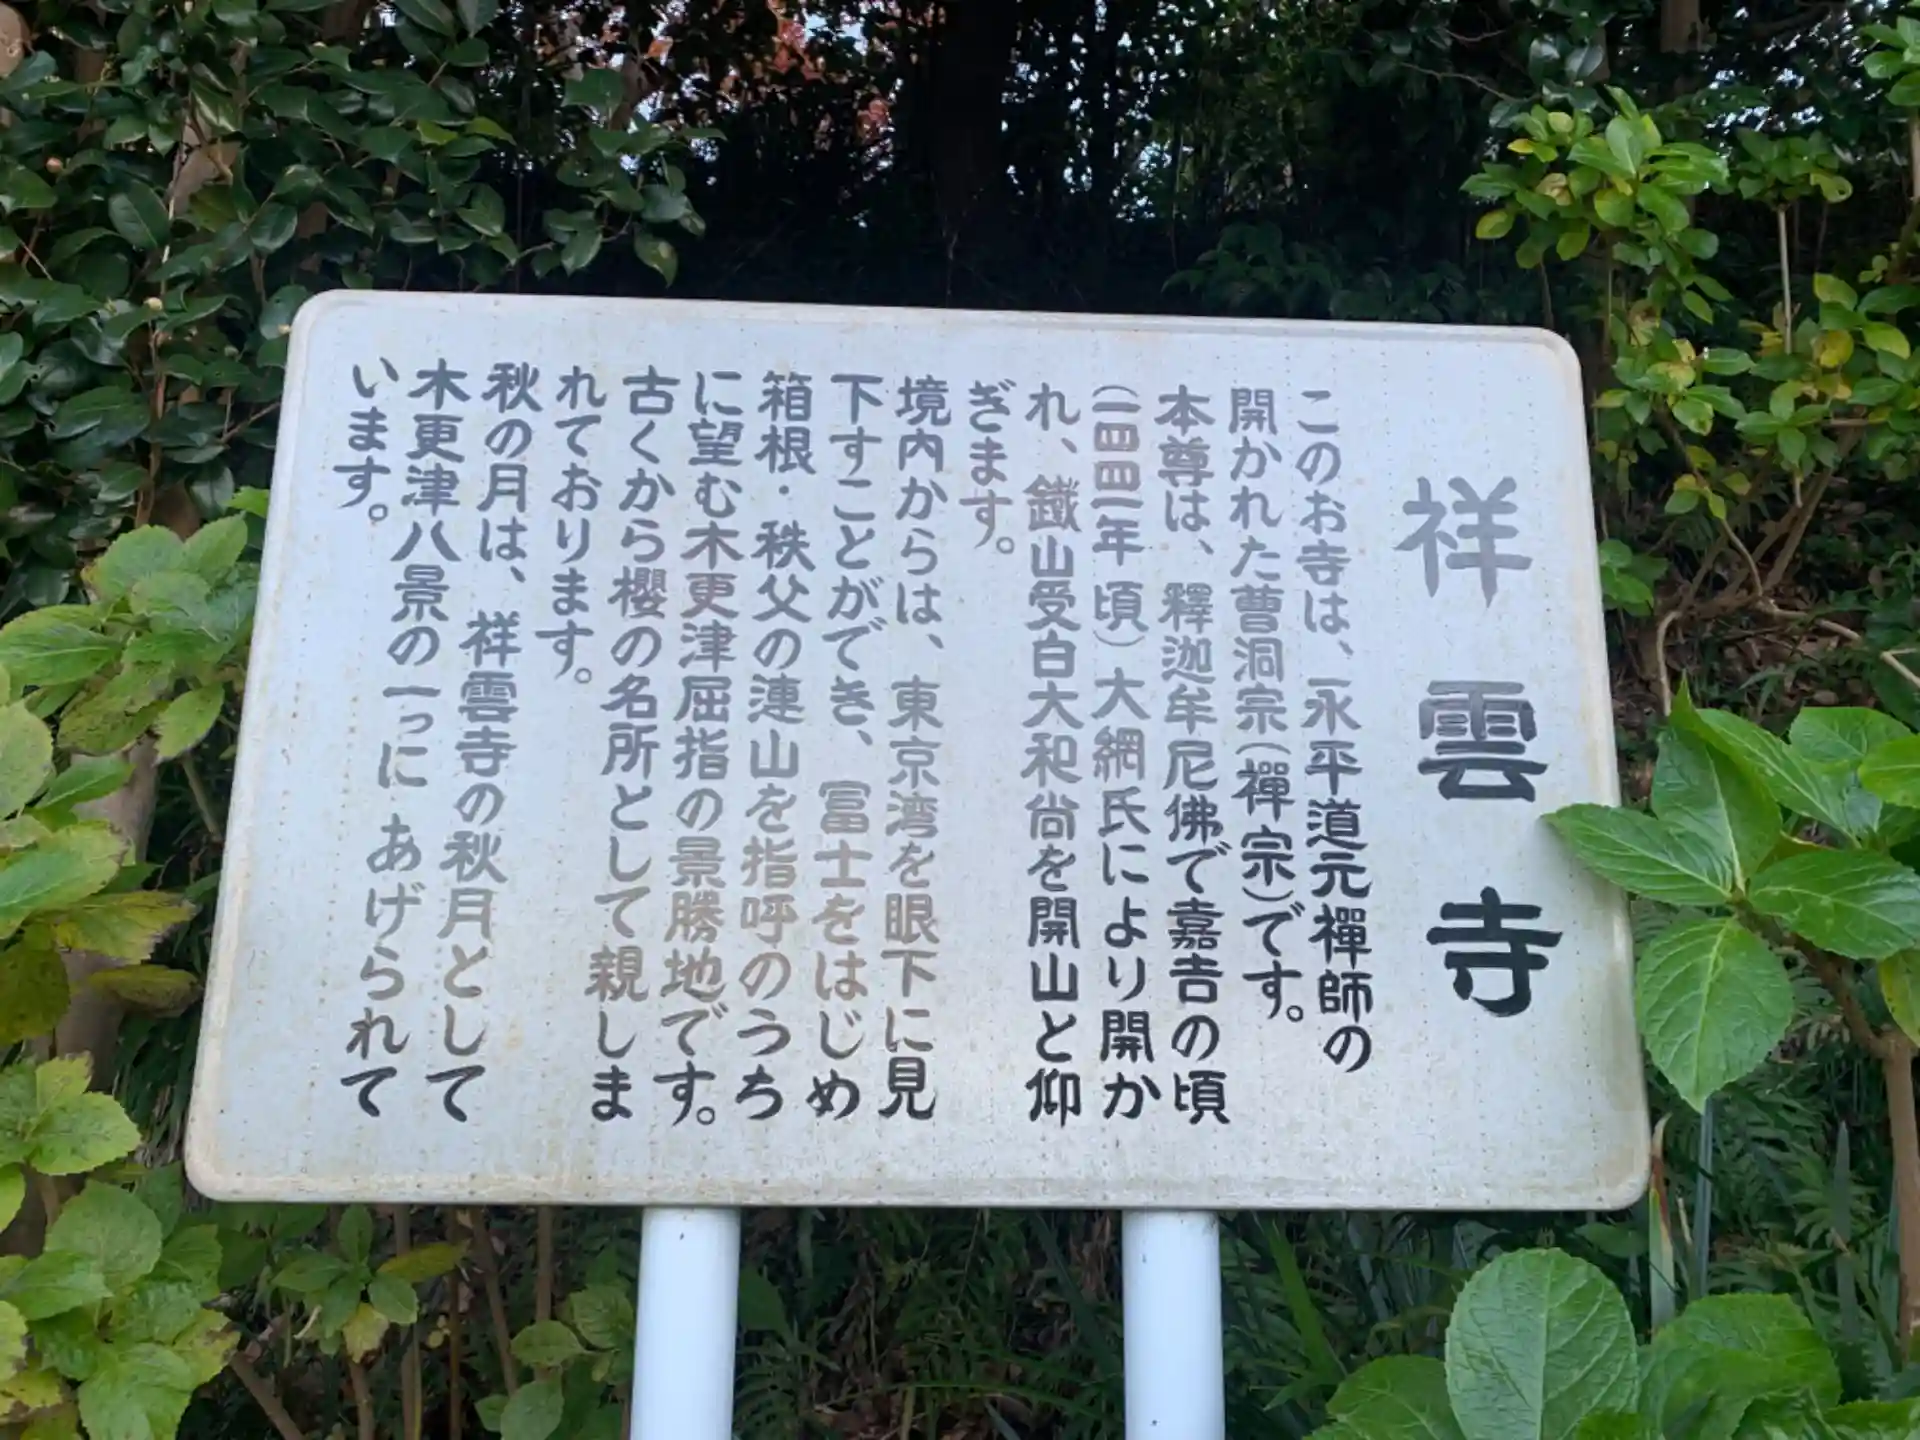 祥雲寺
このお寺は、永平道元禪師の
開かれた曹洞宗(禪宗)です。
本尊は、釋迦牟尼佛で嘉吉の頃
(一四四一年頃)大網氏により開か
れ、鐵山受白大和尚を開山と仰
ぎます。
境内からは、東京湾を眼下に見
下すことができ、冨士をはじめ
箱根・秩父の連山を指呼のうち
に望む木更津屈指の景勝地です。
古くから櫻の名所として親しま
れております。
秋の月は、祥雲寺の秋月として
木更津八景の一つに あげられて
います。